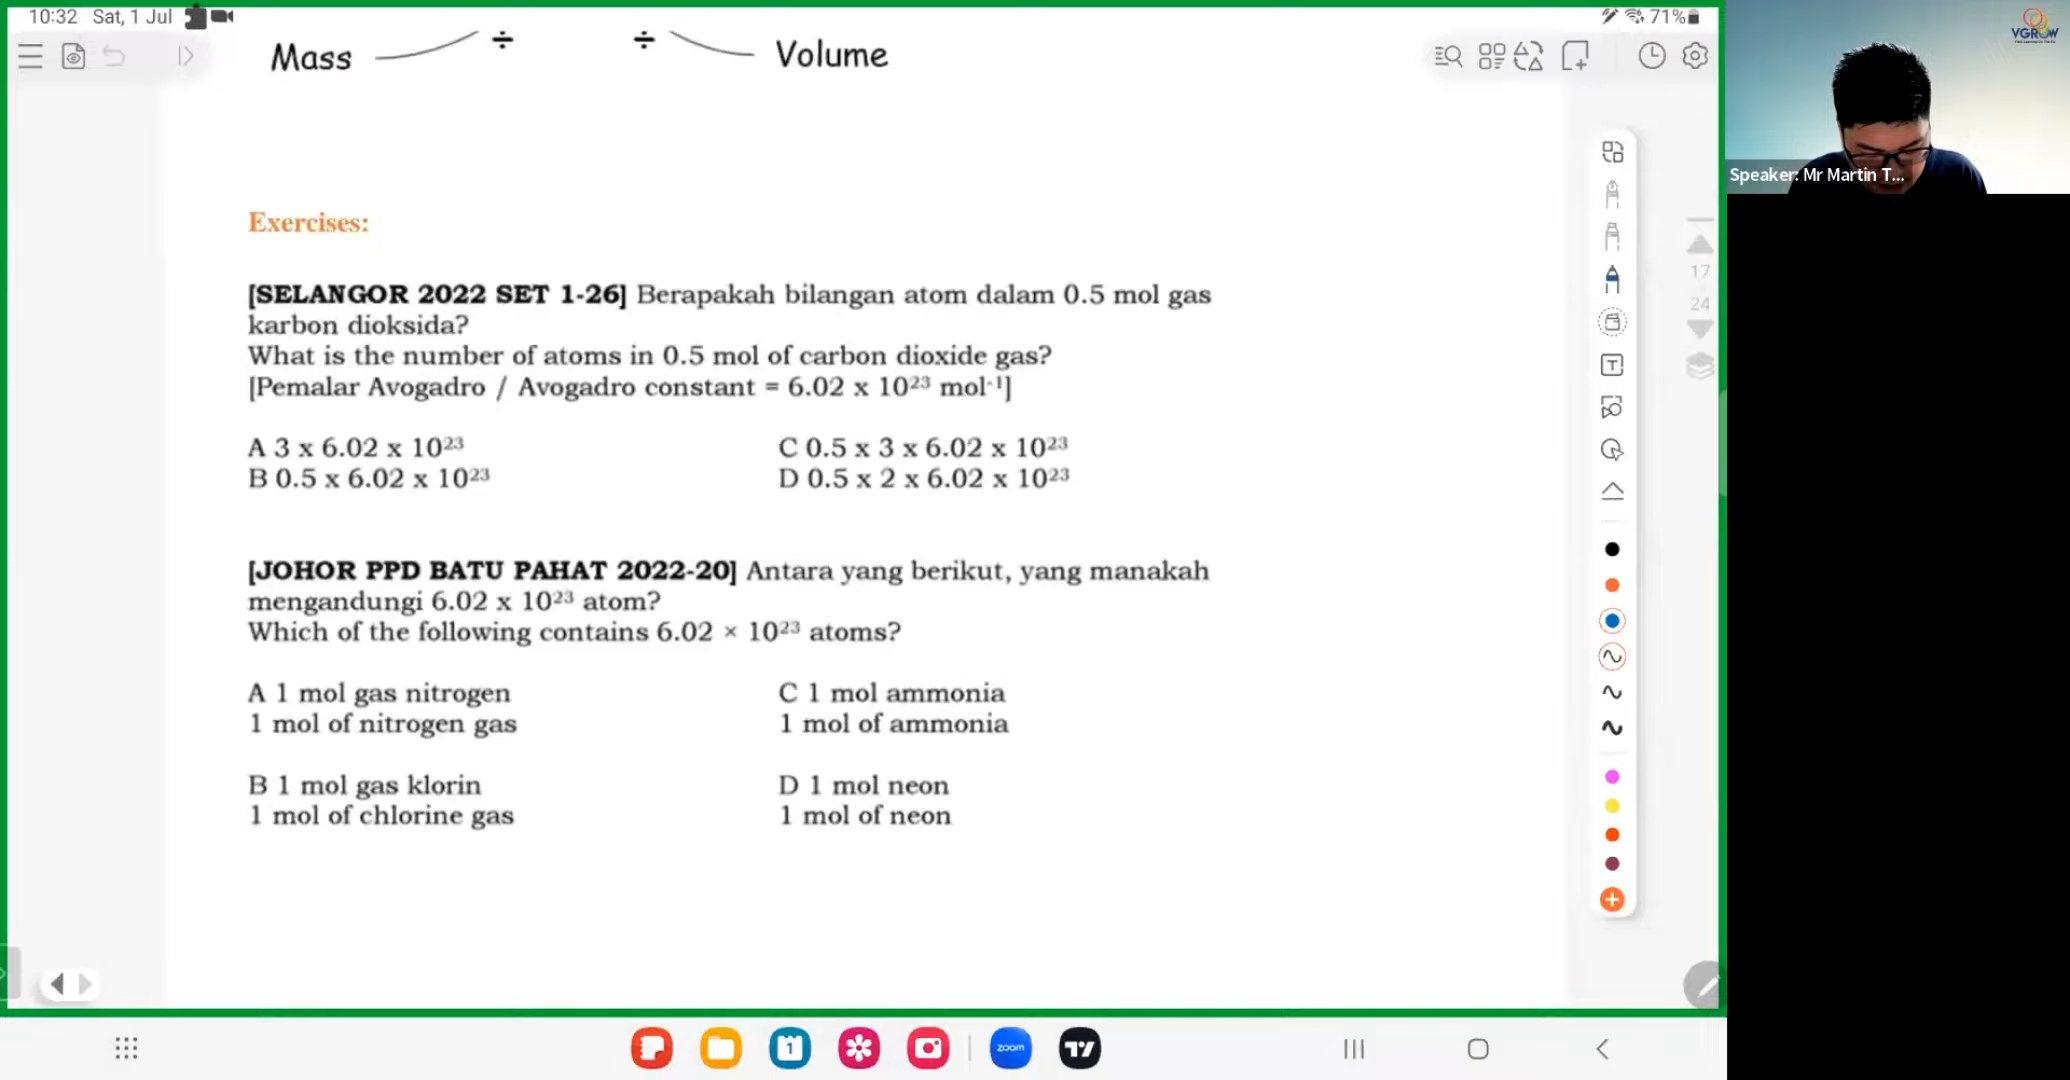 10:32 Sat, 1 Jul
71%
Mass ÷ ÷ Volume
VGROW
Speaker: Mr Martin T...
Exercises:
17
24
[SELANGOR 2022 SET 1-26] Berapakah bilangan atom dalam 0.5 mol gas
karbon dioksida?
What is the number of atoms in 0.5 mol of carbon dioxide gas?
[Pemalar Avogadro / Avogadro constant = 6.02 x 10²³ mol⁻¹]
A 3 x 6.02 x 10²³
C 0.5 x 3 x 6.02 x 10²³
B 0.5 x 6.02 x 10²³
D 0.5 x 2 x 6.02 x 10²³
[JOHOR PPD BATU PAHAT 2022-20] Antara yang berikut, yang manakah
mengandungi 6.02 x 10²³ atom?
Which of the following contains 6.02 × 10²³ atoms?
A 1 mol gas nitrogen
1 mol of nitrogen gas
C 1 mol ammonia
1 mol of ammonia
B 1 mol gas klorin
1 mol of chlorine gas
D 1 mol neon
1 mol of neon
1
zoom